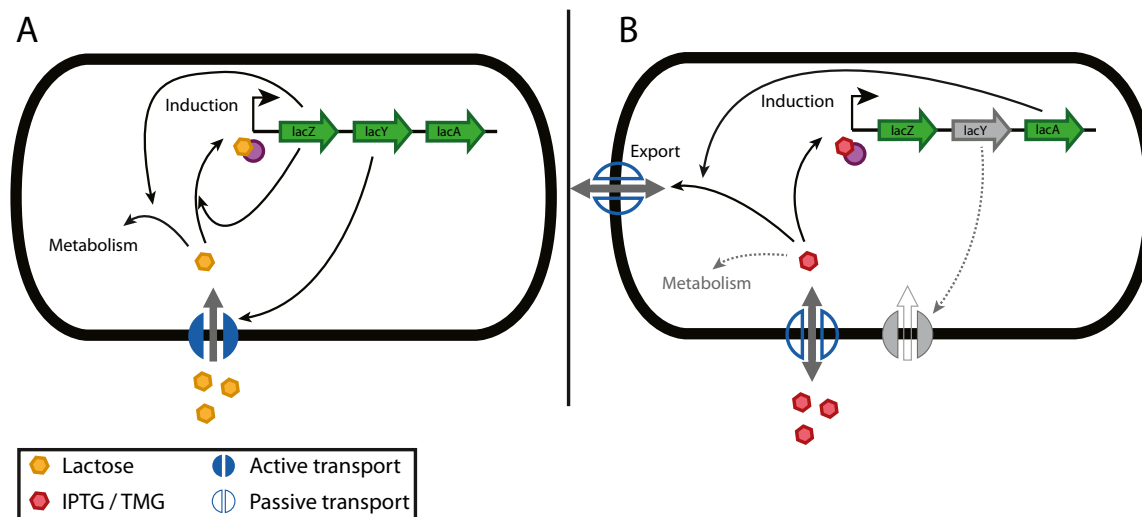 A
Induction
lacZ lacY lacA
Metabolism
B
Induction
lacZ lacY lacA
Export
Metabolism
Lactose
Active transport
IPTG / TMG
Passive transport